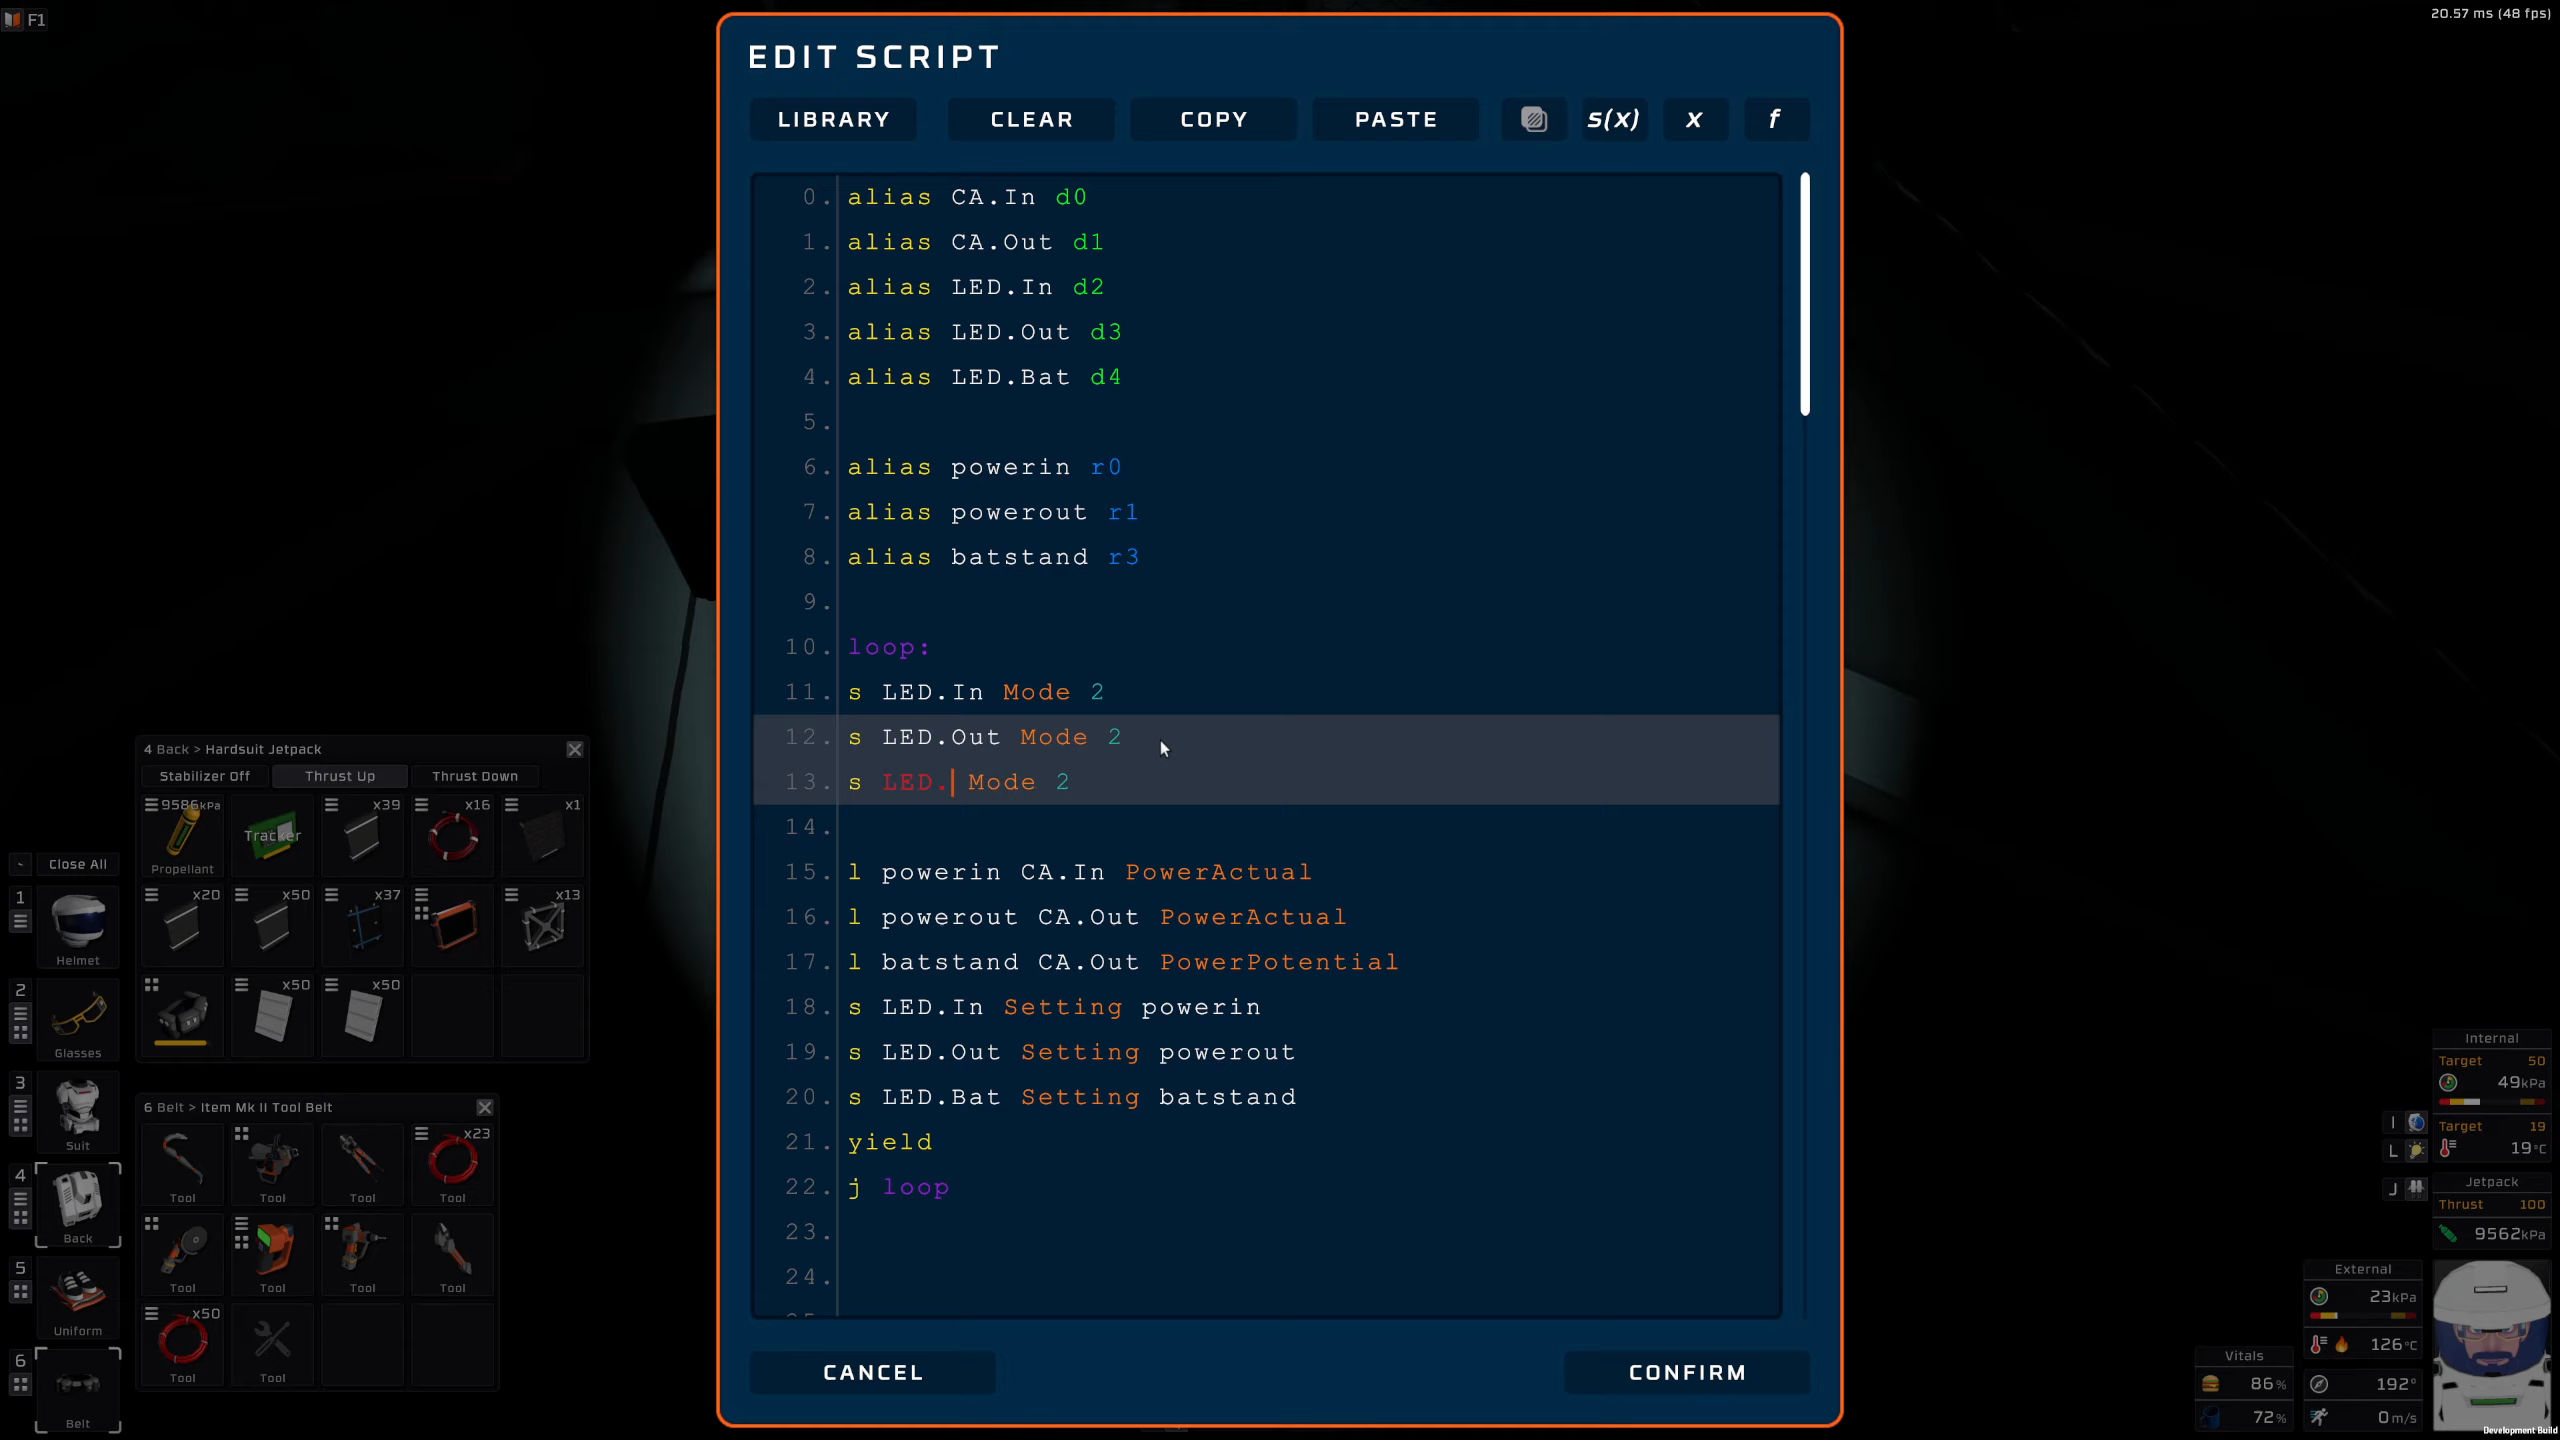 F1
20.57 ms (48 fps)
EDIT SCRIPT
LIBRARY CLEAR COPY PASTE s(x) x f
0. alias CA.In d0
1. alias CA.Out d1
2. alias LED.In d2
3. alias LED.Out d3
4. alias LED.Bat d4
5.
6. alias powerin r0
7. alias powerout r1
8. alias batstand r3
9.
10. loop:
11. s LED.In Mode 2
12. s LED.Out Mode 2
13. s LED. Mode 2
14.
15. l powerin CA.In PowerActual
16. l powerout CA.Out PowerActual
17. l batstand CA.Out PowerPotential
18. s LED.In Setting powerin
19. s LED.Out Setting powerout
20. s LED.Bat Setting batstand
21. yield
22. j loop
23.
24.
CANCEL CONFIRM
4 Back > Hardsuit Jetpack
Stabilizer Off Thrust Up Thrust Down
9586kPa x39 x16 x1
Tracker
Propellant
x20 x50 x37 x13
x50 x50
6 Belt > Item Mk II Tool Belt
x23
Tool Tool Tool Tool
Tool Tool Tool Tool
x50
Tool Tool
~ Close All
1
Helmet
2
Glasses
3
Suit
4
Back
5
Uniform
6
Belt
Internal
Target 50
49kPa
Target 19
19°C
I
L
J
Jetpack
Thrust 100
9562kPa
External
23kPa
126°C
192°
0m/s
Vitals
86%
72%
Development Build